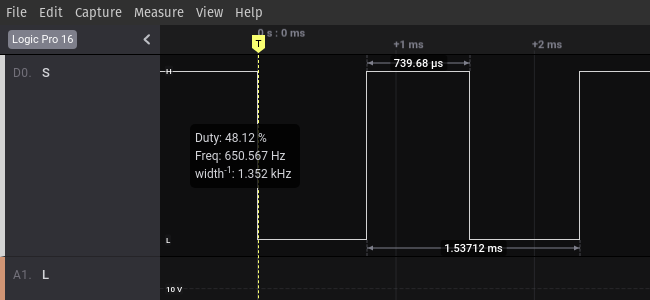 File Edit Capture Measure View Help
Logic Pro 16
0 s : 0 ms
T
+1 ms
+2 ms
D0. S
H
739.68 µs
Duty: 48.12 %
Freq: 650.567 Hz
width-1: 1.352 kHz
L
1.53712 ms
A1. L
10 V